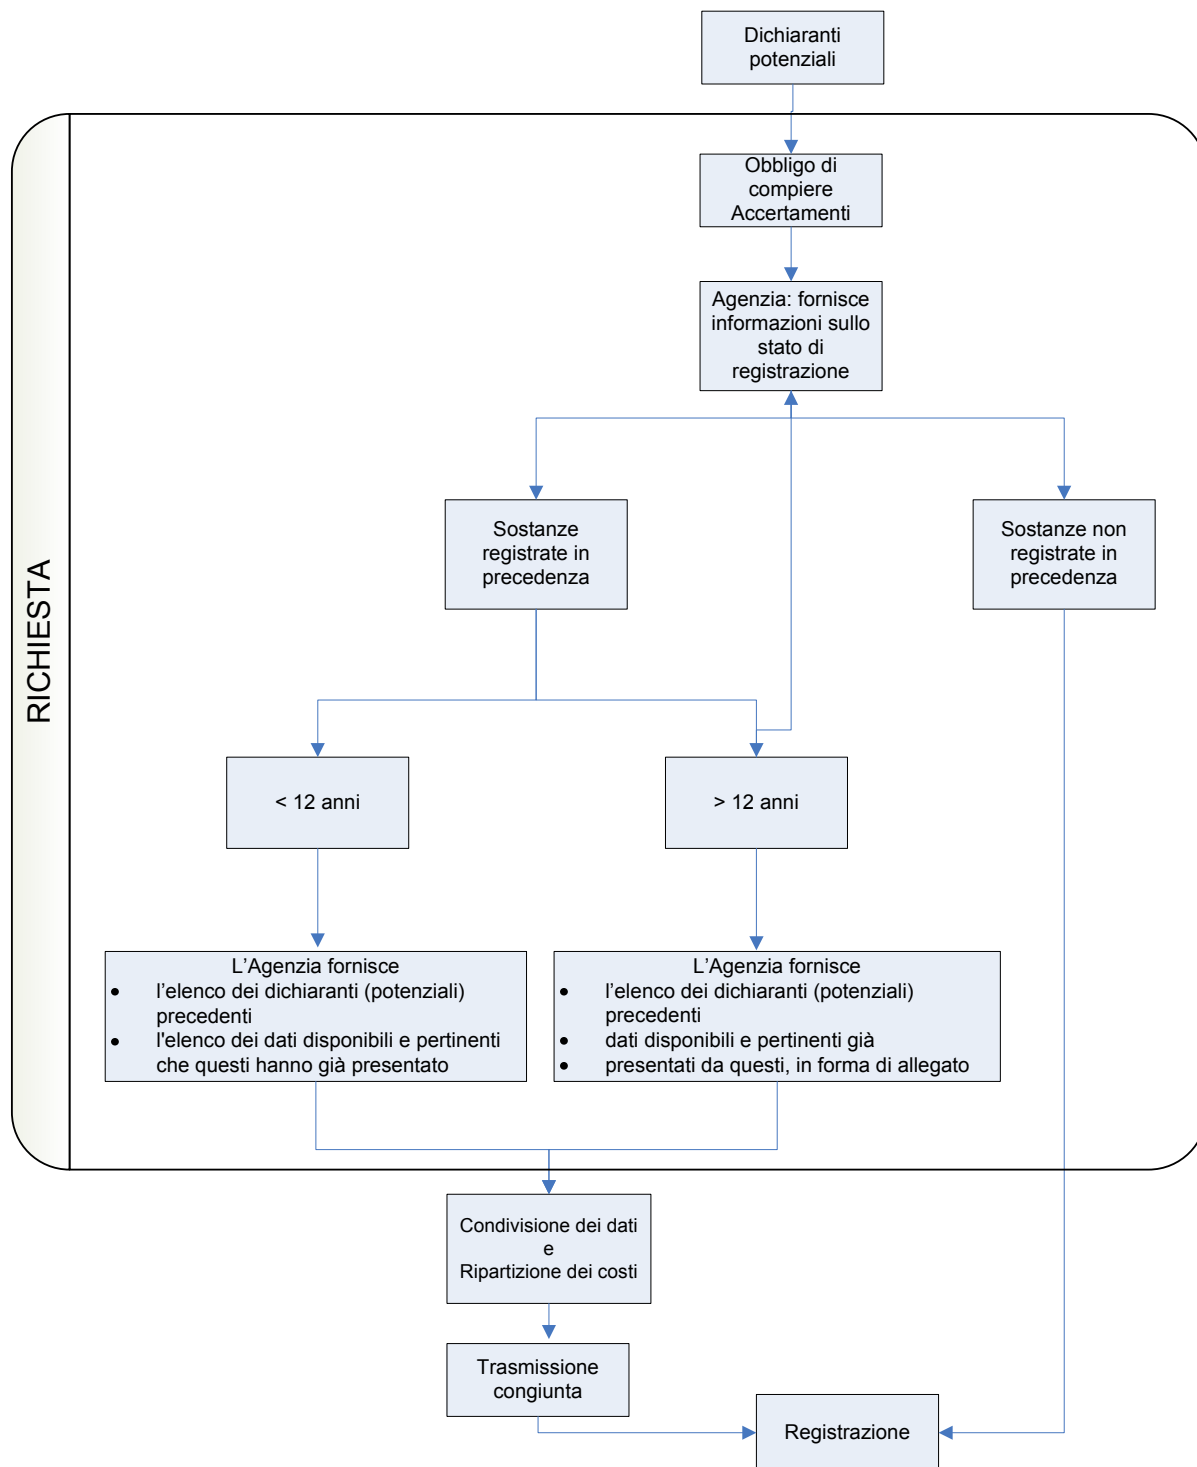 Dichiaranti
potenziali
RICHIESTA
Obbligo di
compiere
Accertamenti
Agenzia: fornisce
informazioni sullo
stato di
registrazione
Sostanze
registrate in
precedenza
Sostanze non
registrate in
precedenza
< 12 anni
> 12 anni
L’Agenzia fornisce
• l’elenco dei dichiaranti (potenziali)
precedenti
• l'elenco dei dati disponibili e pertinenti
che questi hanno già presentato
L’Agenzia fornisce
• l’elenco dei dichiaranti (potenziali)
precedenti
• dati disponibili e pertinenti già
• presentati da questi, in forma di allegato
Condivisione dei dati
e
Ripartizione dei costi
Trasmissione
congiunta
Registrazione